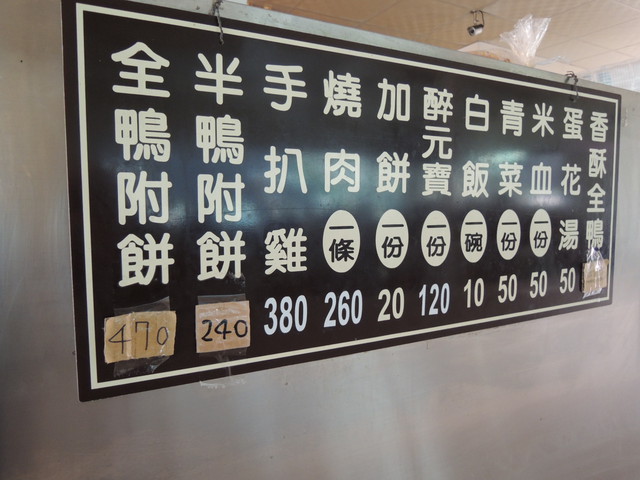 全鴨附餅 470
半鴨附餅 240
手扒雞 380
燒肉 一條 260
加餅 一份 20
醉元寶 一份 120
白飯 一碗 10
青菜 一份 50
米血 一份 50
蛋花湯 50
香酥全鴨